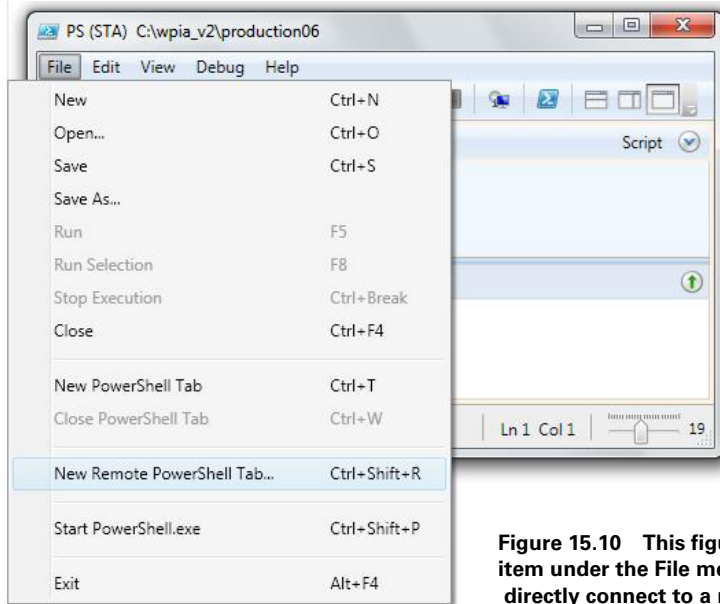 PS (STA) C:\wpia_v2\production06
File Edit View Debug Help
New Ctrl+N
Open... Ctrl+O
Script
Save Ctrl+S
Save As...
Run F5
Run Selection F8
Stop Execution Ctrl+Break
Close Ctrl+F4
New PowerShell Tab Ctrl+T
Close PowerShell Tab Ctrl+W
Ln 1 Col 1 19
New Remote PowerShell Tab... Ctrl+Shift+R
Start PowerShell.exe Ctrl+Shift+P
Exit Alt+F4
Figure 15.10 This
item under the File
directly connect to a